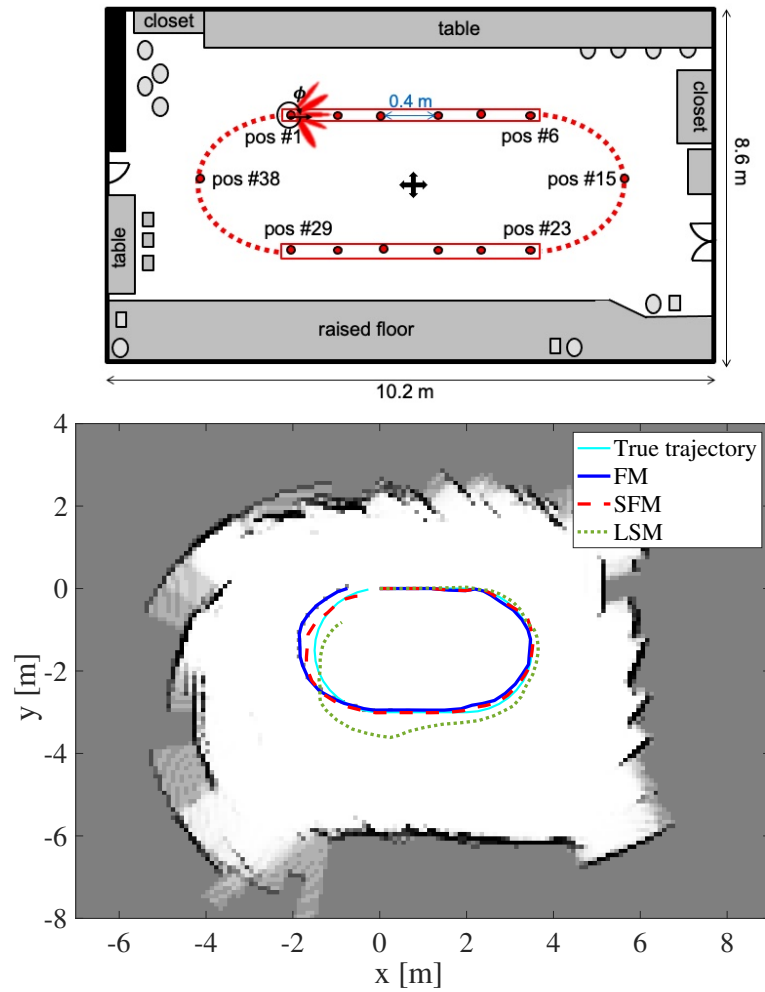 closet
table
ϕ
0.4 m
closet
pos #1
pos #6
8.6 m
pos #38
pos #15
pos #29
pos #23
table
raised floor
10.2 m
4
True trajectory
FM
SFM
LSM
2
0
-2
-4
-6
-8
y [m]
-6 -4 -2 0 2 4 6 8
x [m]